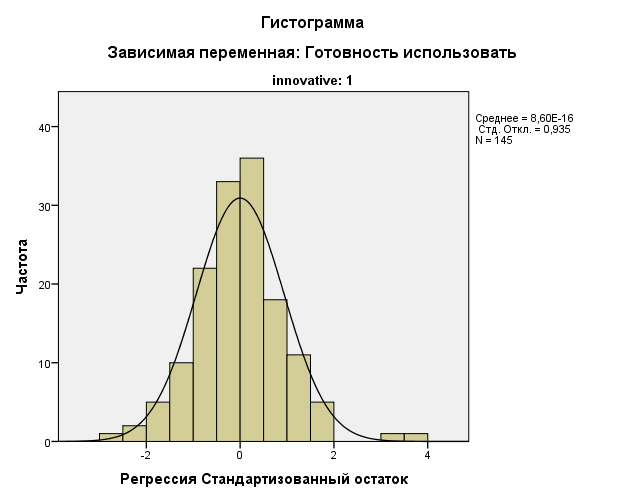 Гистограмма
Зависимая переменная: Готовность использовать
innovative: 1
Среднее = 8,60E-16
Стд. Откл. = 0,935
N = 145
Частота
40
30
20
10
0
-2
0
2
4
Регрессия Стандартизованный остаток